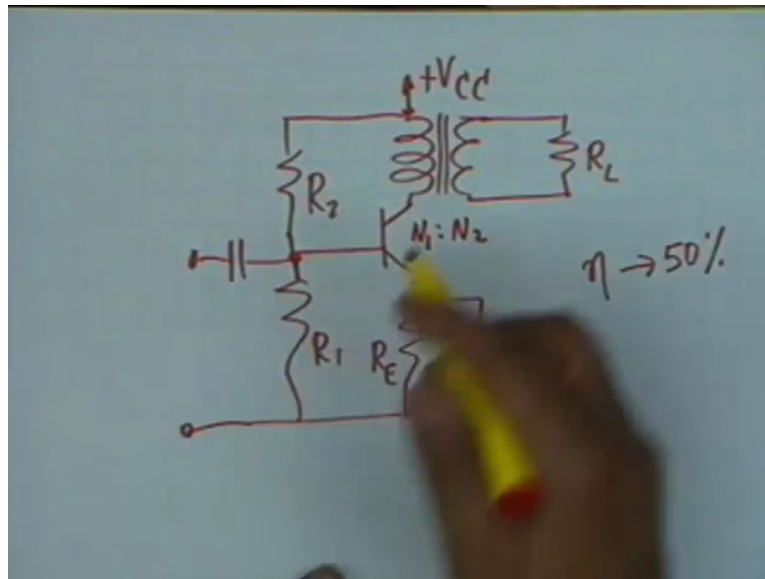 +VCC
R2
RL
N1:N2
η → 50%
R1
RE